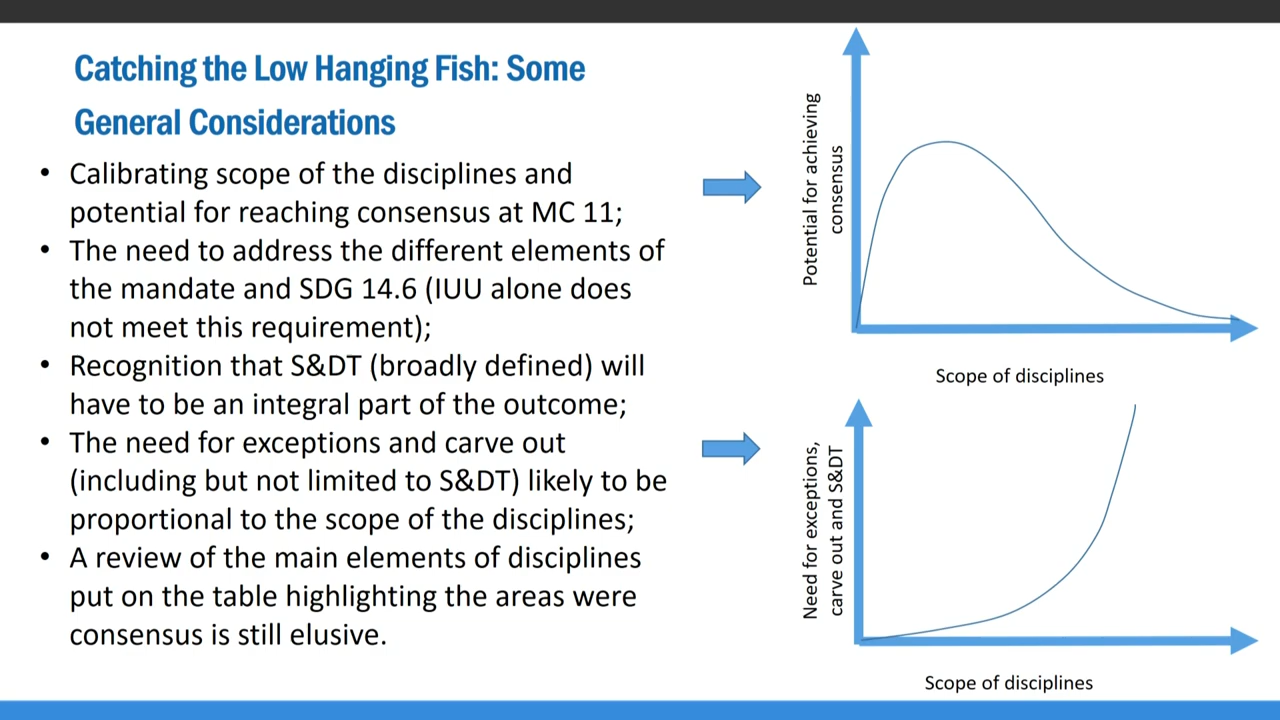 Catching the Low Hanging Fish: Some
General Considerations
• Calibrating scope of the disciplines and
potential for reaching consensus at MC 11;
• The need to address the different elements of
the mandate and SDG 14.6 (IUU alone does
not meet this requirement);
• Recognition that S&DT (broadly defined) will
have to be an integral part of the outcome;
• The need for exceptions and carve out
(including but not limited to S&DT) likely to be
proportional to the scope of the disciplines;
• A review of the main elements of disciplines
put on the table highlighting the areas were
consensus is still elusive.
Potential for achieving
consensus
Scope of disciplines
Need for exceptions,
carve out and S&DT
Scope of disciplines